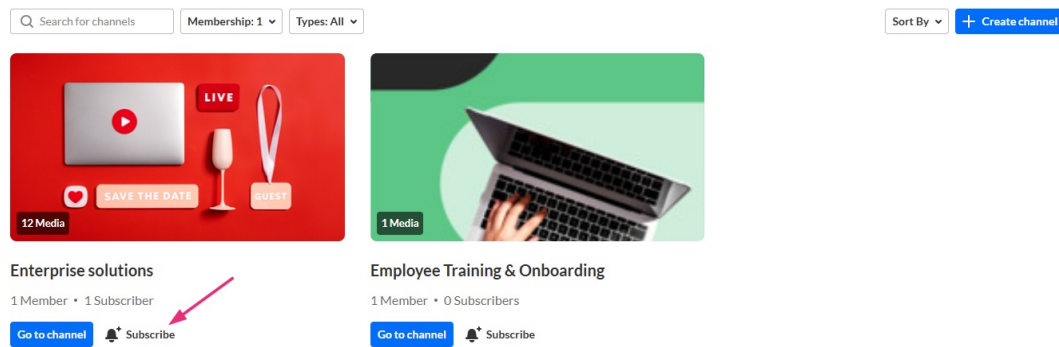 Search for channels
Membership: 1
Types: All
Sort By
+ Create channel
LIVE
SAVE THE DATE
GUEST
12 Media
1 Media
Enterprise solutions
Employee Training & Onboarding
1 Member • 1 Subscriber
1 Member • 0 Subscribers
Go to channel
Subscribe
Go to channel
Subscribe